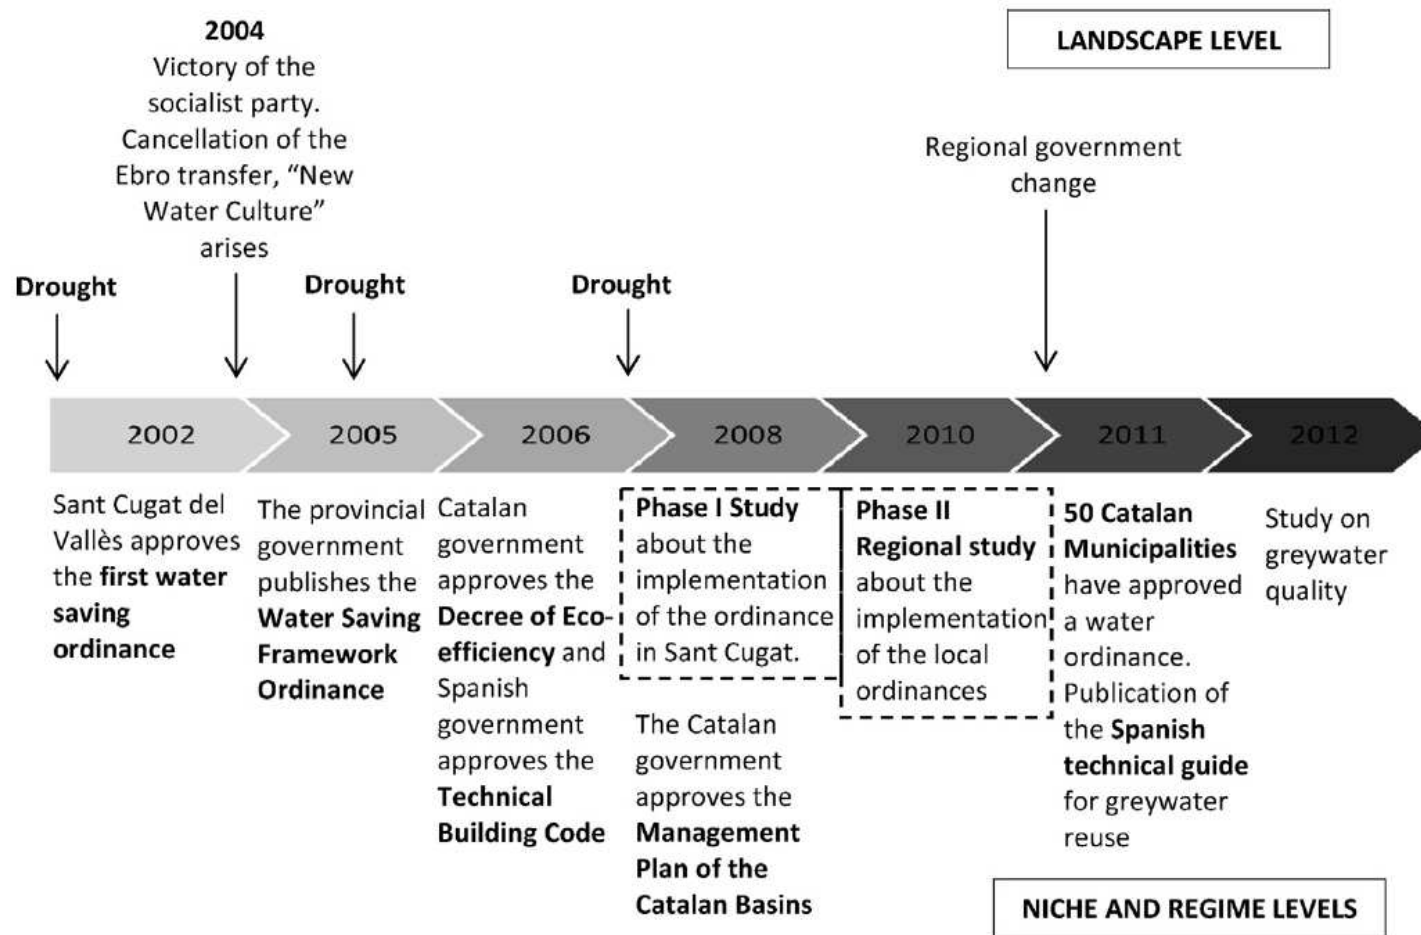 2004
Victory of the
socialist party.
Cancellation of the
Ebro transfer, “New
Water Culture”
arises
LANDSCAPE LEVEL
Regional government
change
Drought
Drought
Drought
2002
2005
2006
2008
2010
2011
2012
Sant Cugat del
Vallès approves
the first water
saving
ordinance
The provincial
government
publishes the
Water Saving
Framework
Ordinance
Catalan
government
approves the
Decree of Eco-
efficiency and
Spanish
government
approves the
Technical
Building Code
Phase I Study
about the
implementation
of the ordinance
in Sant Cugat.
The Catalan
government
approves the
Management
Plan of the
Catalan Basins
Phase II
Regional study
about the
implementation
of the local
ordinances
50 Catalan
Municipalities
have approved
a water
ordinance.
Publication of
the Spanish
technical guide
for greywater
reuse
Study on
greywater
quality
NICHE AND REGIME LEVELS